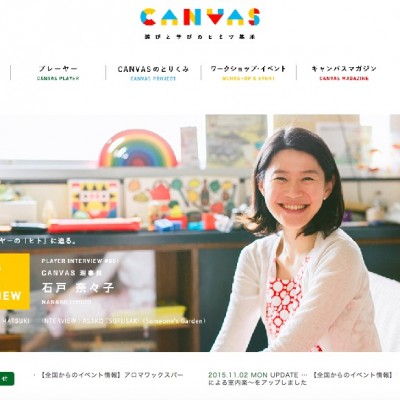 CANVAS
遊びと学びのヒミツ基地
プレーヤー
CANVAS PLAYER
CANVASのとりくみ
CANVAS PROJECT
ワークショップ・イベント
WORKSHOP & EVENT
キャンバスマガジン
CANVAS MAGAZINE
ヤーの「ヒト」に迫る。
PLAYER INTERVIEW #001
CANVAS 理事長
石戸 奈々子
EW
・【全国からのイベント情報】アロマワックスバー
2015.11.02 MON UPDATE … 【全国からのイベント情報】
による室内楽〜をアップしました
せ